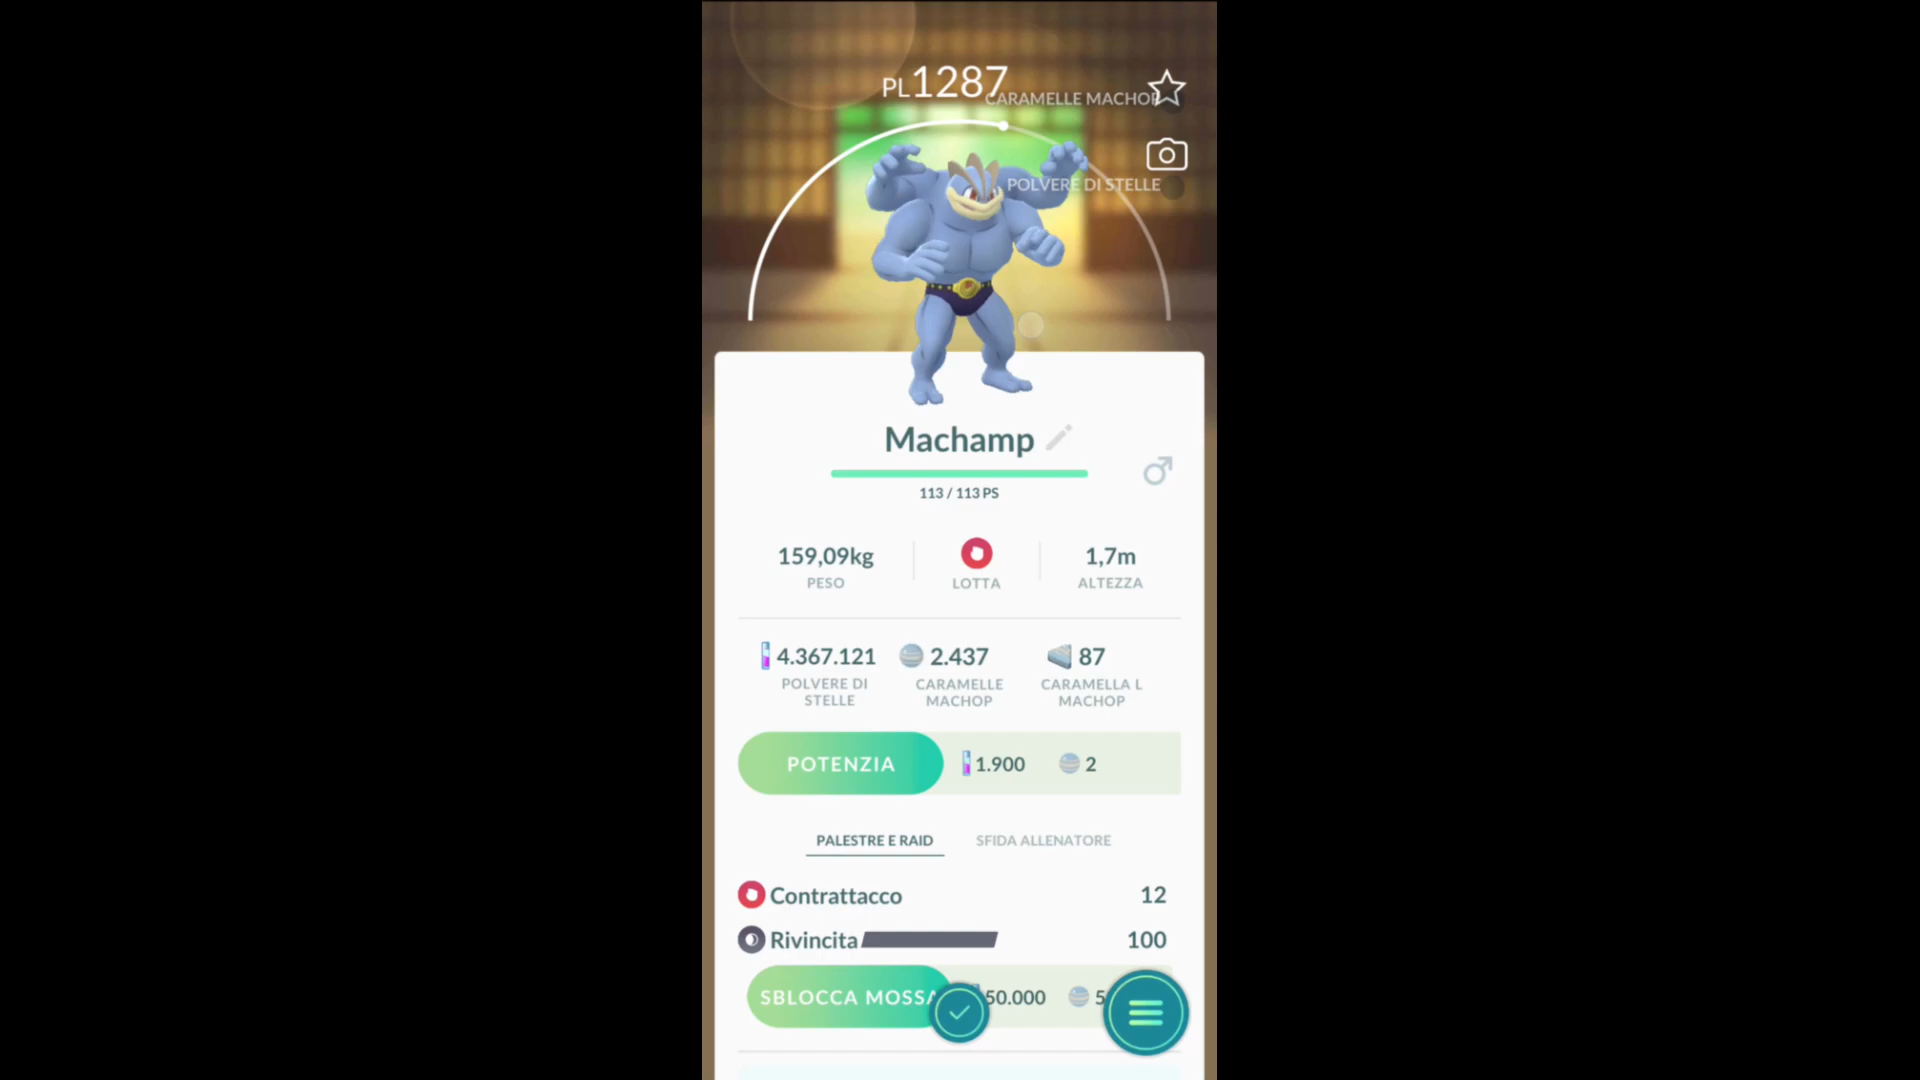 PL1287
CARAMELLE MACHOP
POLVERE DI STELLE
Machamp
113 / 113 PS
159,09kg
PESO
LOTTA
1,7m
ALTEZZA
4.367.121
POLVERE DI
STELLE
2.437
CARAMELLE
MACHOP
87
CARAMELLA L
MACHOP
POTENZIA
1.900
2
PALESTRE E RAID
SFIDA ALLENATORE
Contrattacco
12
Rivincita
100
SBLOCCA MOSSA
50.000